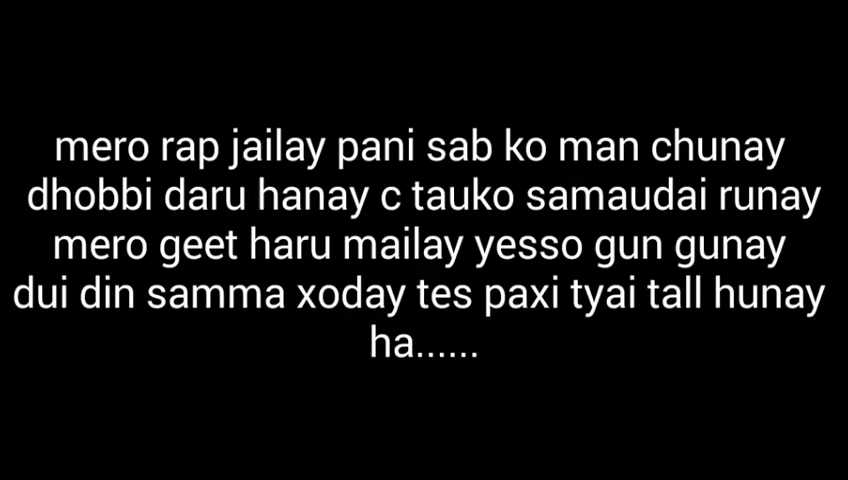 mero rap jailay pani sab ko man chunay
dhobbi daru hanay c tauko samaudai runay
mero geet haru mailay yesso gun gunay
dui din samma xoday tes paxi tyai tall hunay
ha......